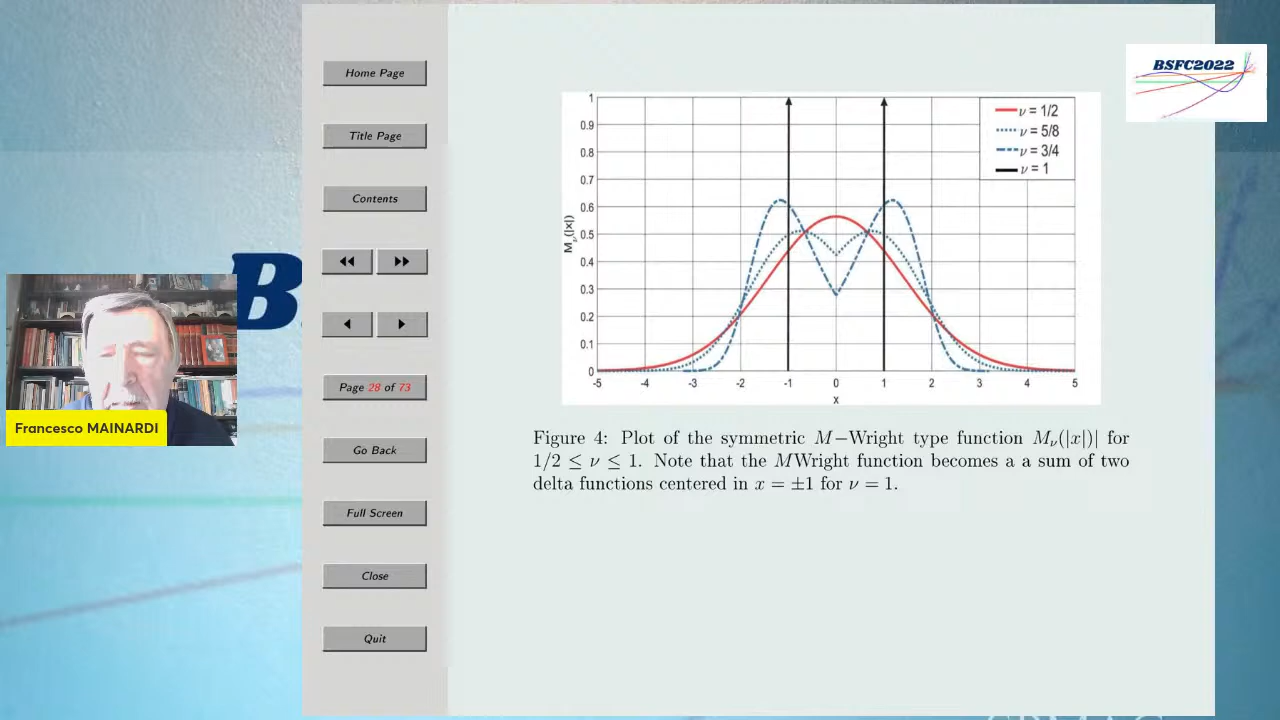 Home Page
Title Page
Contents
Page 28 of 73
Go Back
Full Screen
Close
Quit
BSFC2022
1
0.9
0.8
0.7
0.6
0.5
0.4
0.3
0.2
0.1
0
-5 -4 -3 -2 -1 0 1 2 3 4 5
x
Mν(|x|)
ν = 1/2
ν = 5/8
ν = 3/4
ν = 1
Figure 4: Plot of the symmetric M−Wright type function Mν(|x|)| for
1/2 ≤ ν ≤ 1. Note that the MWright function becomes a a sum of two
delta functions centered in x = ±1 for ν = 1.
B
Francesco MAINARDI